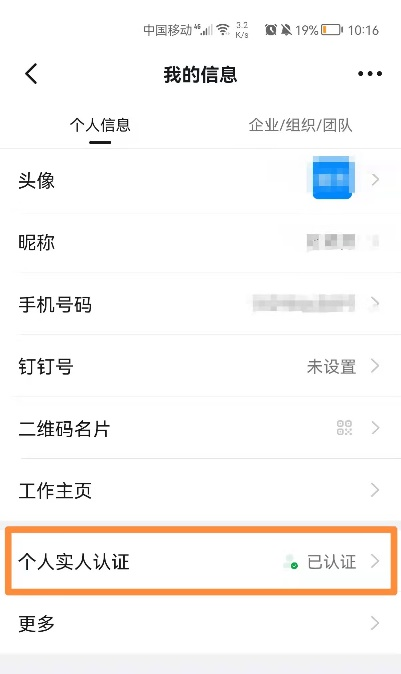 中国移动 4G 3.2 K/s 19% 10:16
我的信息
个人信息 企业/组织/团队
头像
昵称
手机号码
钉钉号 未设置
二维码名片
工作主页
个人实人认证 已认证
更多